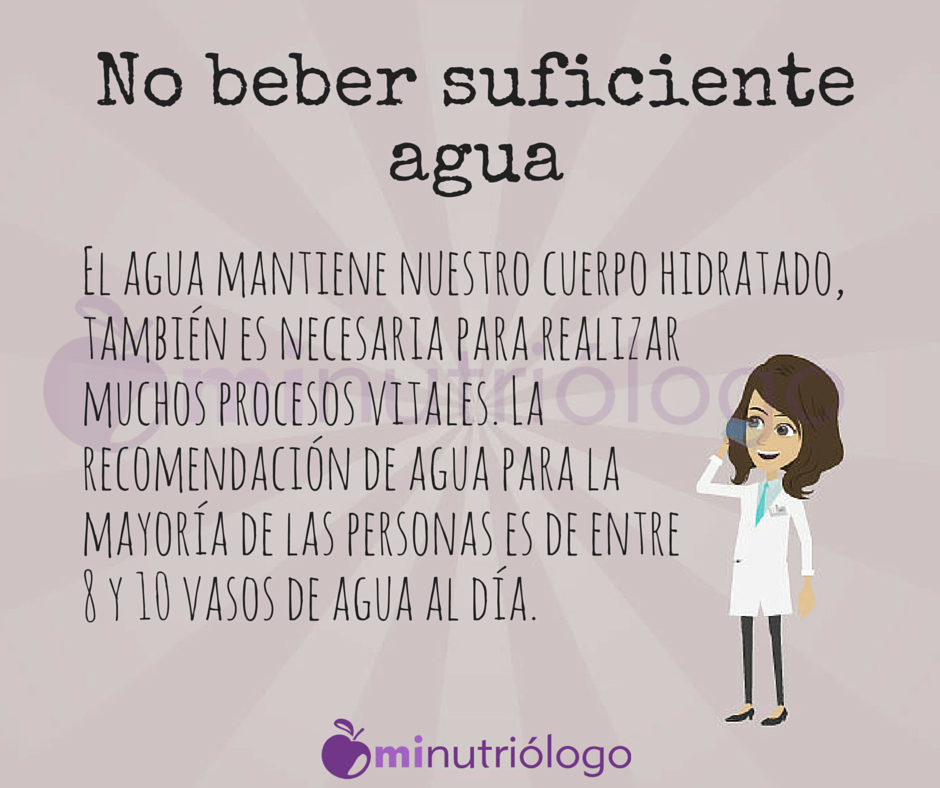 No beber suficiente
agua
El agua mantiene nuestro cuerpo hidratado,
también es necesaria para realizar
muchos procesos vitales. La
recomendación de agua para la
mayoría de las personas es de entre
8 y 10 vasos de agua al día.
minutriólogo
minutriólogo